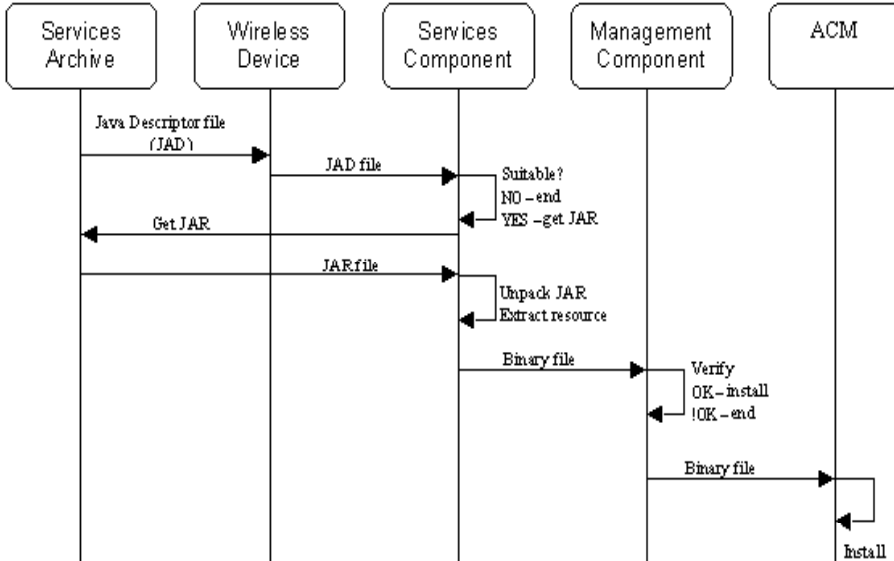 Services
Archive
Wireless
Device
Services
Component
Management
Component
ACM
Java Descriptor file
(JAD)
JAD file
Suitable?
NO – end
YES – get JAR
Get JAR
JAR file
Unpack JAR
Extract resource
Binary file
Verify
OK – install
!OK – end
Binary file
Install